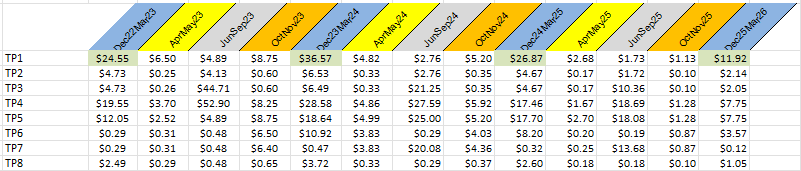 Dec22Mar23 AprMay23 JunSep23 OctNov23 Dec23Mar24 AprMay24 JunSep24 OctNov24 Dec24Mar25 AprMay25 JunSep25 OctNov25 Dec25Mar26
TP1 $24.55 $6.50 $4.89 $8.75 $36.57 $4.82 $2.76 $5.20 $26.87 $2.68 $1.73 $1.13 $11.92
TP2 $4.73 $0.25 $4.13 $0.60 $6.53 $0.33 $2.76 $0.35 $4.67 $0.17 $1.72 $0.10 $2.14
TP3 $4.73 $0.26 $44.71 $0.60 $6.49 $0.33 $21.25 $0.35 $4.67 $0.17 $10.36 $0.10 $2.05
TP4 $19.55 $3.70 $52.90 $8.25 $28.58 $4.86 $27.59 $5.92 $17.46 $1.67 $18.69 $1.28 $7.75
TP5 $12.05 $2.52 $4.89 $8.75 $18.64 $4.99 $25.00 $5.20 $17.70 $2.70 $18.08 $1.28 $7.75
TP6 $0.29 $0.31 $0.48 $6.50 $10.92 $3.83 $0.29 $4.03 $8.20 $0.20 $0.19 $0.87 $3.57
TP7 $0.29 $0.31 $0.48 $6.40 $0.47 $3.83 $20.08 $4.36 $0.32 $0.25 $13.68 $0.87 $0.12
TP8 $2.49 $0.29 $0.48 $0.65 $3.72 $0.33 $0.29 $0.37 $2.60 $0.18 $0.18 $0.10 $1.05